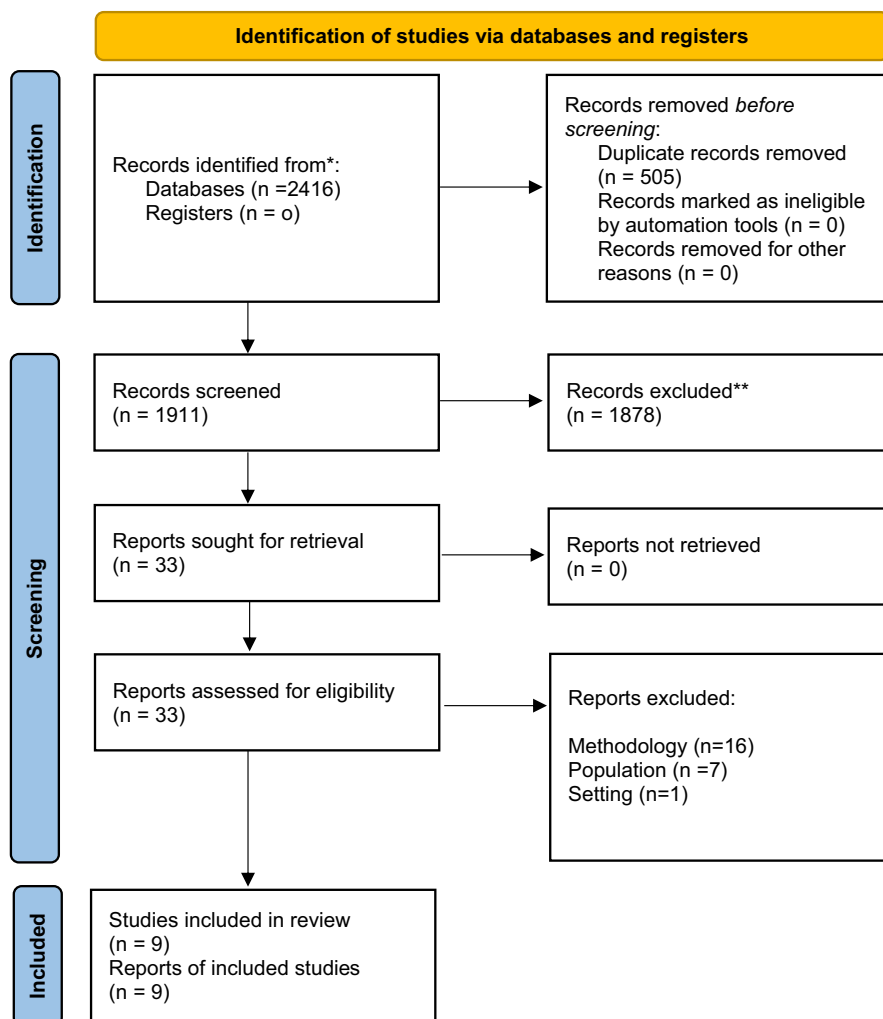 Identification of studies via databases and registers
Identification
Records identified from*:
Databases (n =2416)
Registers (n = o)
Records removed before
screening:
Duplicate records removed
(n = 505)
Records marked as ineligible
by automation tools (n = 0)
Records removed for other
reasons (n = 0)
Screening
Records screened
(n = 1911)
Records excluded**
(n = 1878)
Reports sought for retrieval
(n = 33)
Reports not retrieved
(n = 0)
Reports assessed for eligibility
(n = 33)
Reports excluded:
Methodology (n=16)
Population (n =7)
Setting (n=1)
Included
Studies included in review
(n = 9)
Reports of included studies
(n = 9)